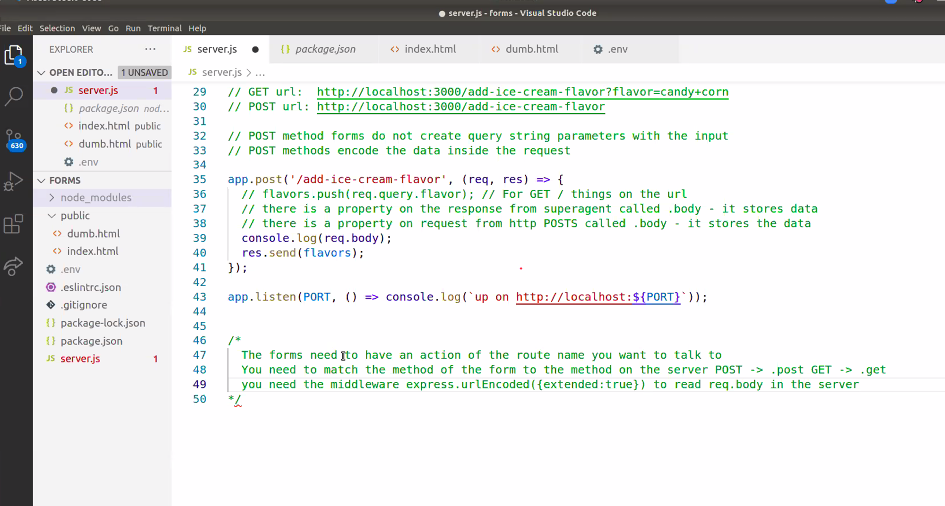 server.js - forms - Visual Studio Code
File Edit Selection View Go Run Terminal Help
EXPLORER ...
server.js package.json index.html dumb.html .env
OPEN EDITO... 1 UNSAVED
server.js 1
package.json nod...
index.html public
dumb.html public
.env
FORMS
node_modules
public
dumb.html
index.html
.env
.eslintrc.json
.gitignore
package-lock.json
package.json
server.js 1
1
630
JS server.js > ...
29 // GET url: http://localhost:3000/add-ice-cream-flavor?flavor=candy+corn
30 // POST url: http://localhost:3000/add-ice-cream-flavor
31
32 // POST method forms do not create query string parameters with the input
33 // POST methods encode the data inside the request
34
35 app.post('/add-ice-cream-flavor', (req, res) => {
36 // flavors.push(req.query.flavor); // For GET / things on the url
37 // there is a property on the response from superagent called .body - it stores data
38 // there is a property on request from http POSTS called .body - it stores the data
39 console.log(req.body);
40 res.send(flavors);
41 });
42
43 app.listen(PORT, () => console.log(`up on http://localhost:${PORT}`));
44
45
46 /*
47 The forms need to have an action of the route name you want to talk to
48 You need to match the method of the form to the method on the server POST -> .post GET -> .get
49 you need the middleware express.urlEncoded({extended:true}) to read req.body in the server
50 */